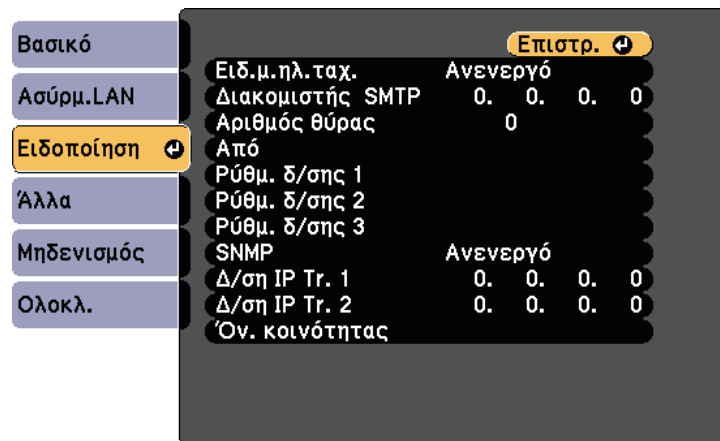 Βασικό
Ασύρμ.LAN
Ειδοποίηση
Άλλα
Μηδενισμός
Ολοκλ.
Επιστρ.
Ειδ.μ.ηλ.ταχ. Ανενεργό
Διακομιστής SMTP 0. 0. 0. 0
Αριθμός θύρας 0
Από
Ρύθμ. δ/σης 1
Ρύθμ. δ/σης 2
Ρύθμ. δ/σης 3
SNMP Ανενεργό
Δ/ση IP Tr. 1 0. 0. 0. 0
Δ/ση IP Tr. 2 0. 0. 0. 0
Όν. κοινότητας